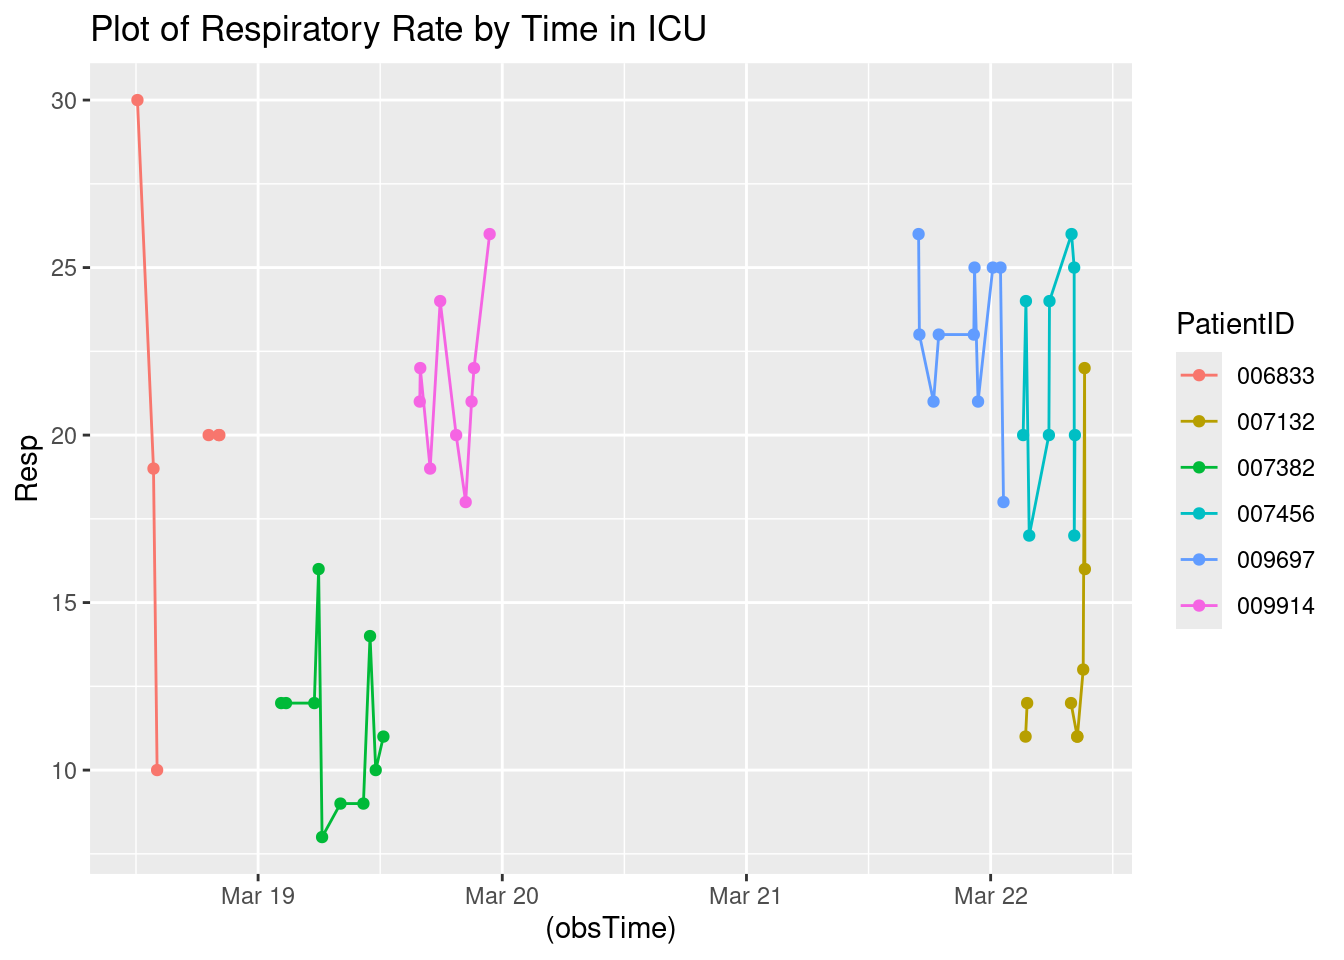 Plot of Respiratory Rate by Time in ICU
Resp
30
25
20
15
10
Mar 19 Mar 20 Mar 21 Mar 22
(obsTime)
PatientID
006833
007132
007382
007456
009697
009914